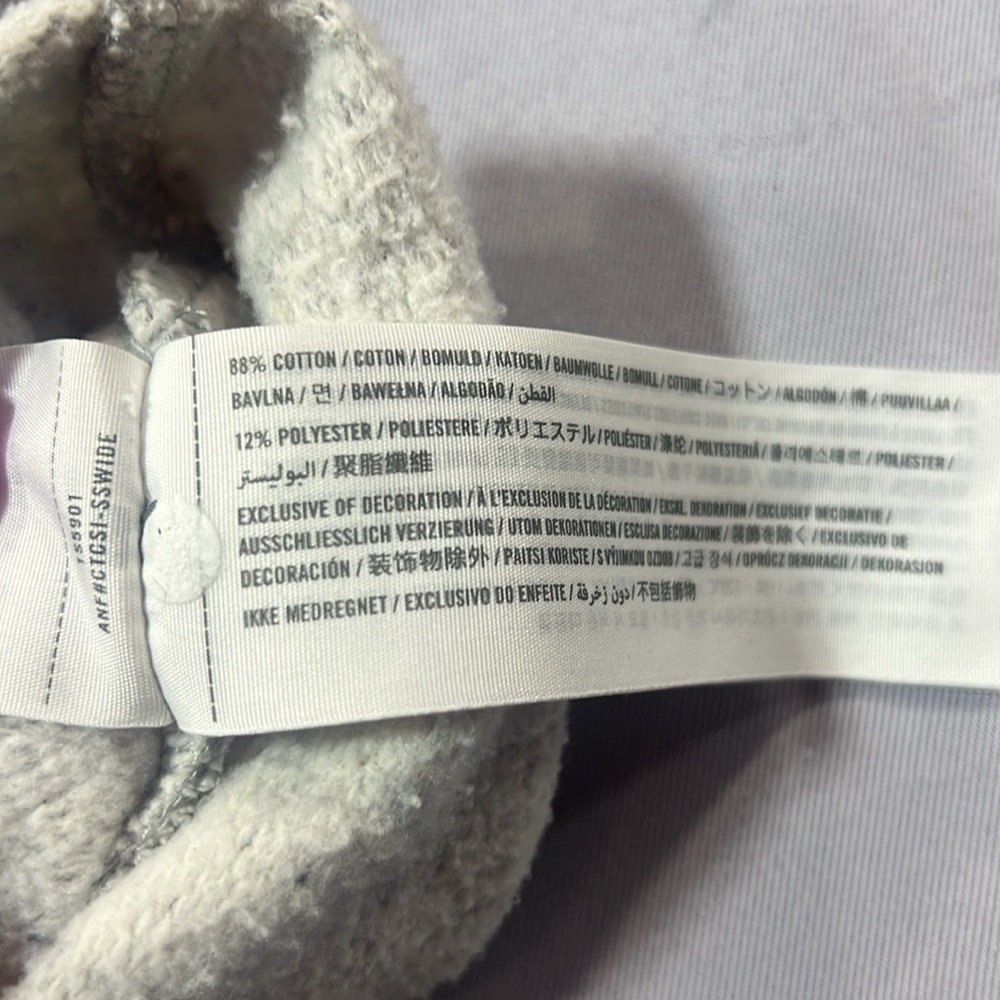 88% COTTON / COTON / BOMULD / KATOEN / BAUMWOLLE / BOMULL / COTONE / コットン / ALGODÓN / 棉 / PUUVILLAA /
BAVLNA / 면 / BAWEŁNA / ALGODÃO / القطن
12% POLYESTER / POLIESTERE / ポリエステル / POLIÉSTER / 涤纶 / POLYESTERIÄ / 폴리에스테르 / POLIESTER /
البوليستر / 聚脂纖維
EXCLUSIVE OF DECORATION / À L'EXCLUSION DE LA DÉCORATION / EKSKL. DEKORATION / EXCLUSIEF DECORATIE /
AUSSCHLIESSLICH VERZIERUNG / UTOM DEKORATIONEN / ESCLUSA DECORAZIONE / 装飾を除く / EXCLUSIVO DE
DECORACIÓN / 装饰物除外 / PAITSI KORISTE / S VÝJIMKOU OZDOB / 고급 장식 / OPRÓCZ DEKORACJI / DEKORASJON
IKKE MEDREGNET / EXCLUSIVO DO ENFEITE / دون زخرفة / 不包括飾物
155901
ANF#CTCSI-SSWIDE